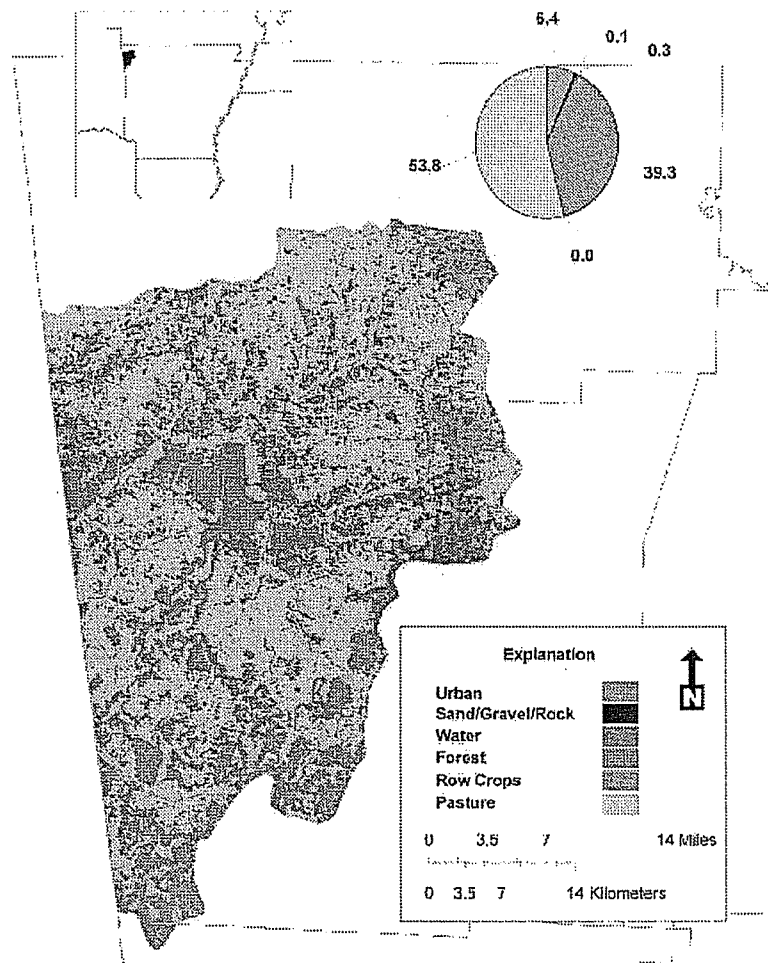 6.4
0.1
0.3
53.8
39.3
0.0
Explanation
N
Urban
Sand/Gravel/Rock
Water
Forest
Row Crops
Pasture
0 3.5 7 14 Miles
0 3.5 7 14 Kilometers